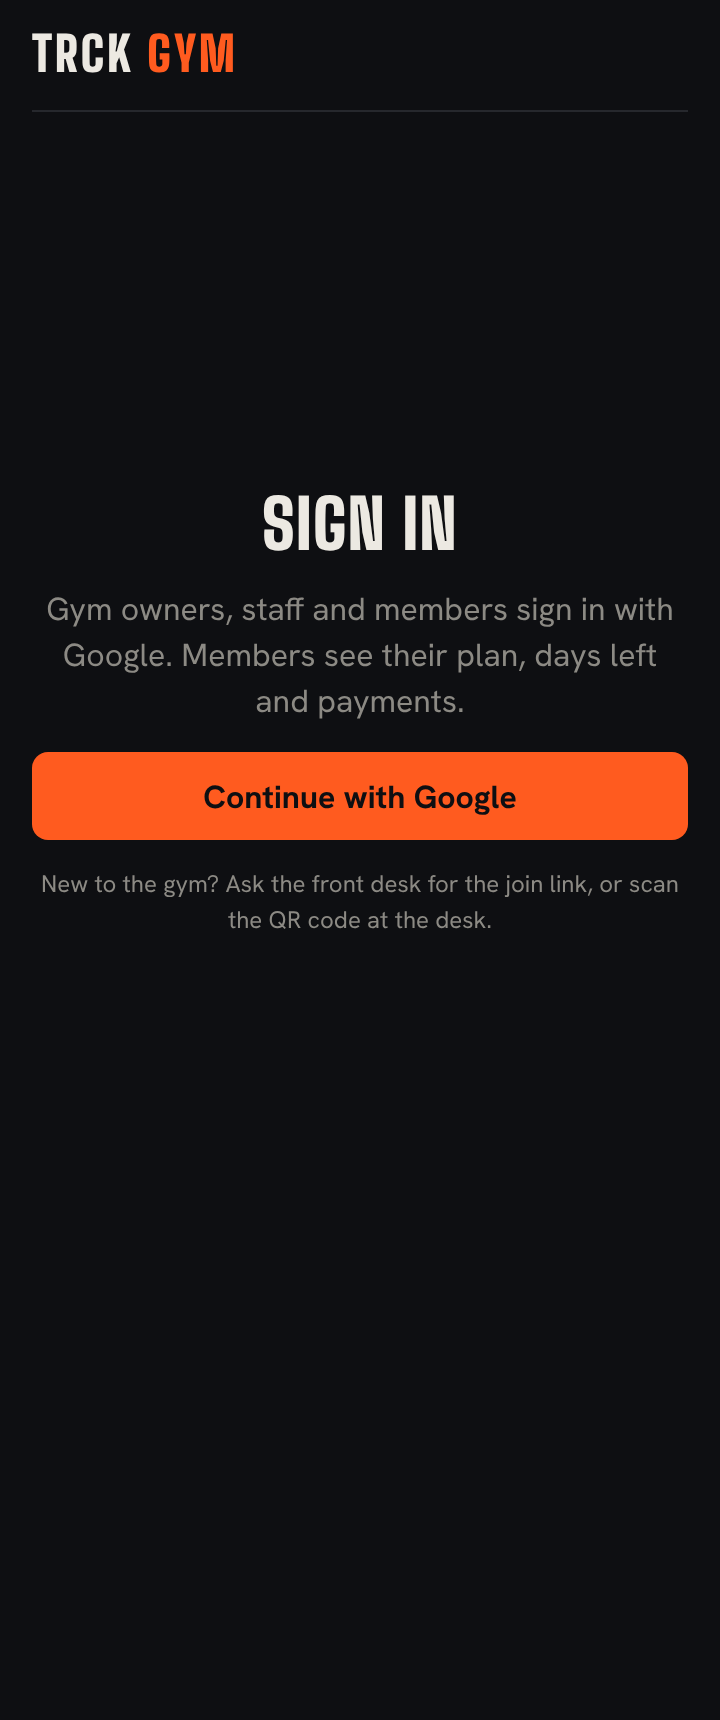 TRCK GYM
SIGN IN
Gym owners, staff and members sign in with
Google. Members see their plan, days left
and payments.
Continue with Google
New to the gym? Ask the front desk for the join link, or scan
the QR code at the desk.